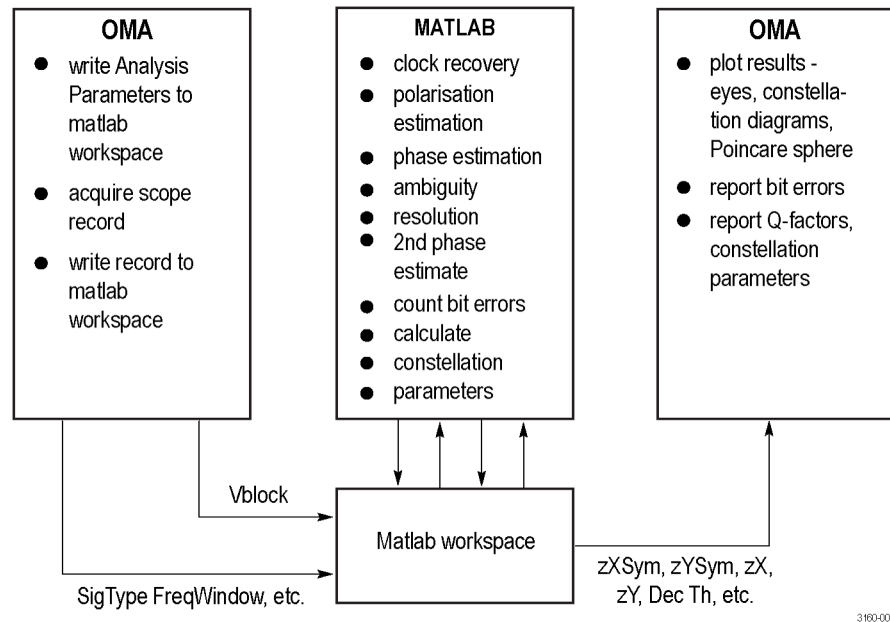 OMA
● write Analysis
Parameters to
matlab
workspace
● acquire scope
record
● write record to
matlab
workspace
MATLAB
● clock recovery
● polarisation
estimation
● phase estimation
● ambiguity
● resolution
● 2nd phase
estimate
● count bit errors
● calculate
● constellation
● parameters
OMA
● plot results -
eyes, constella-
tion diagrams,
Poincare sphere
● report bit errors
● report Q-factors,
constellation
parameters
Vblock
SigType FreqWindow, etc.
Matlab workspace
zXSym, zYSym, zX,
zY, Dec Th, etc.
3160-00